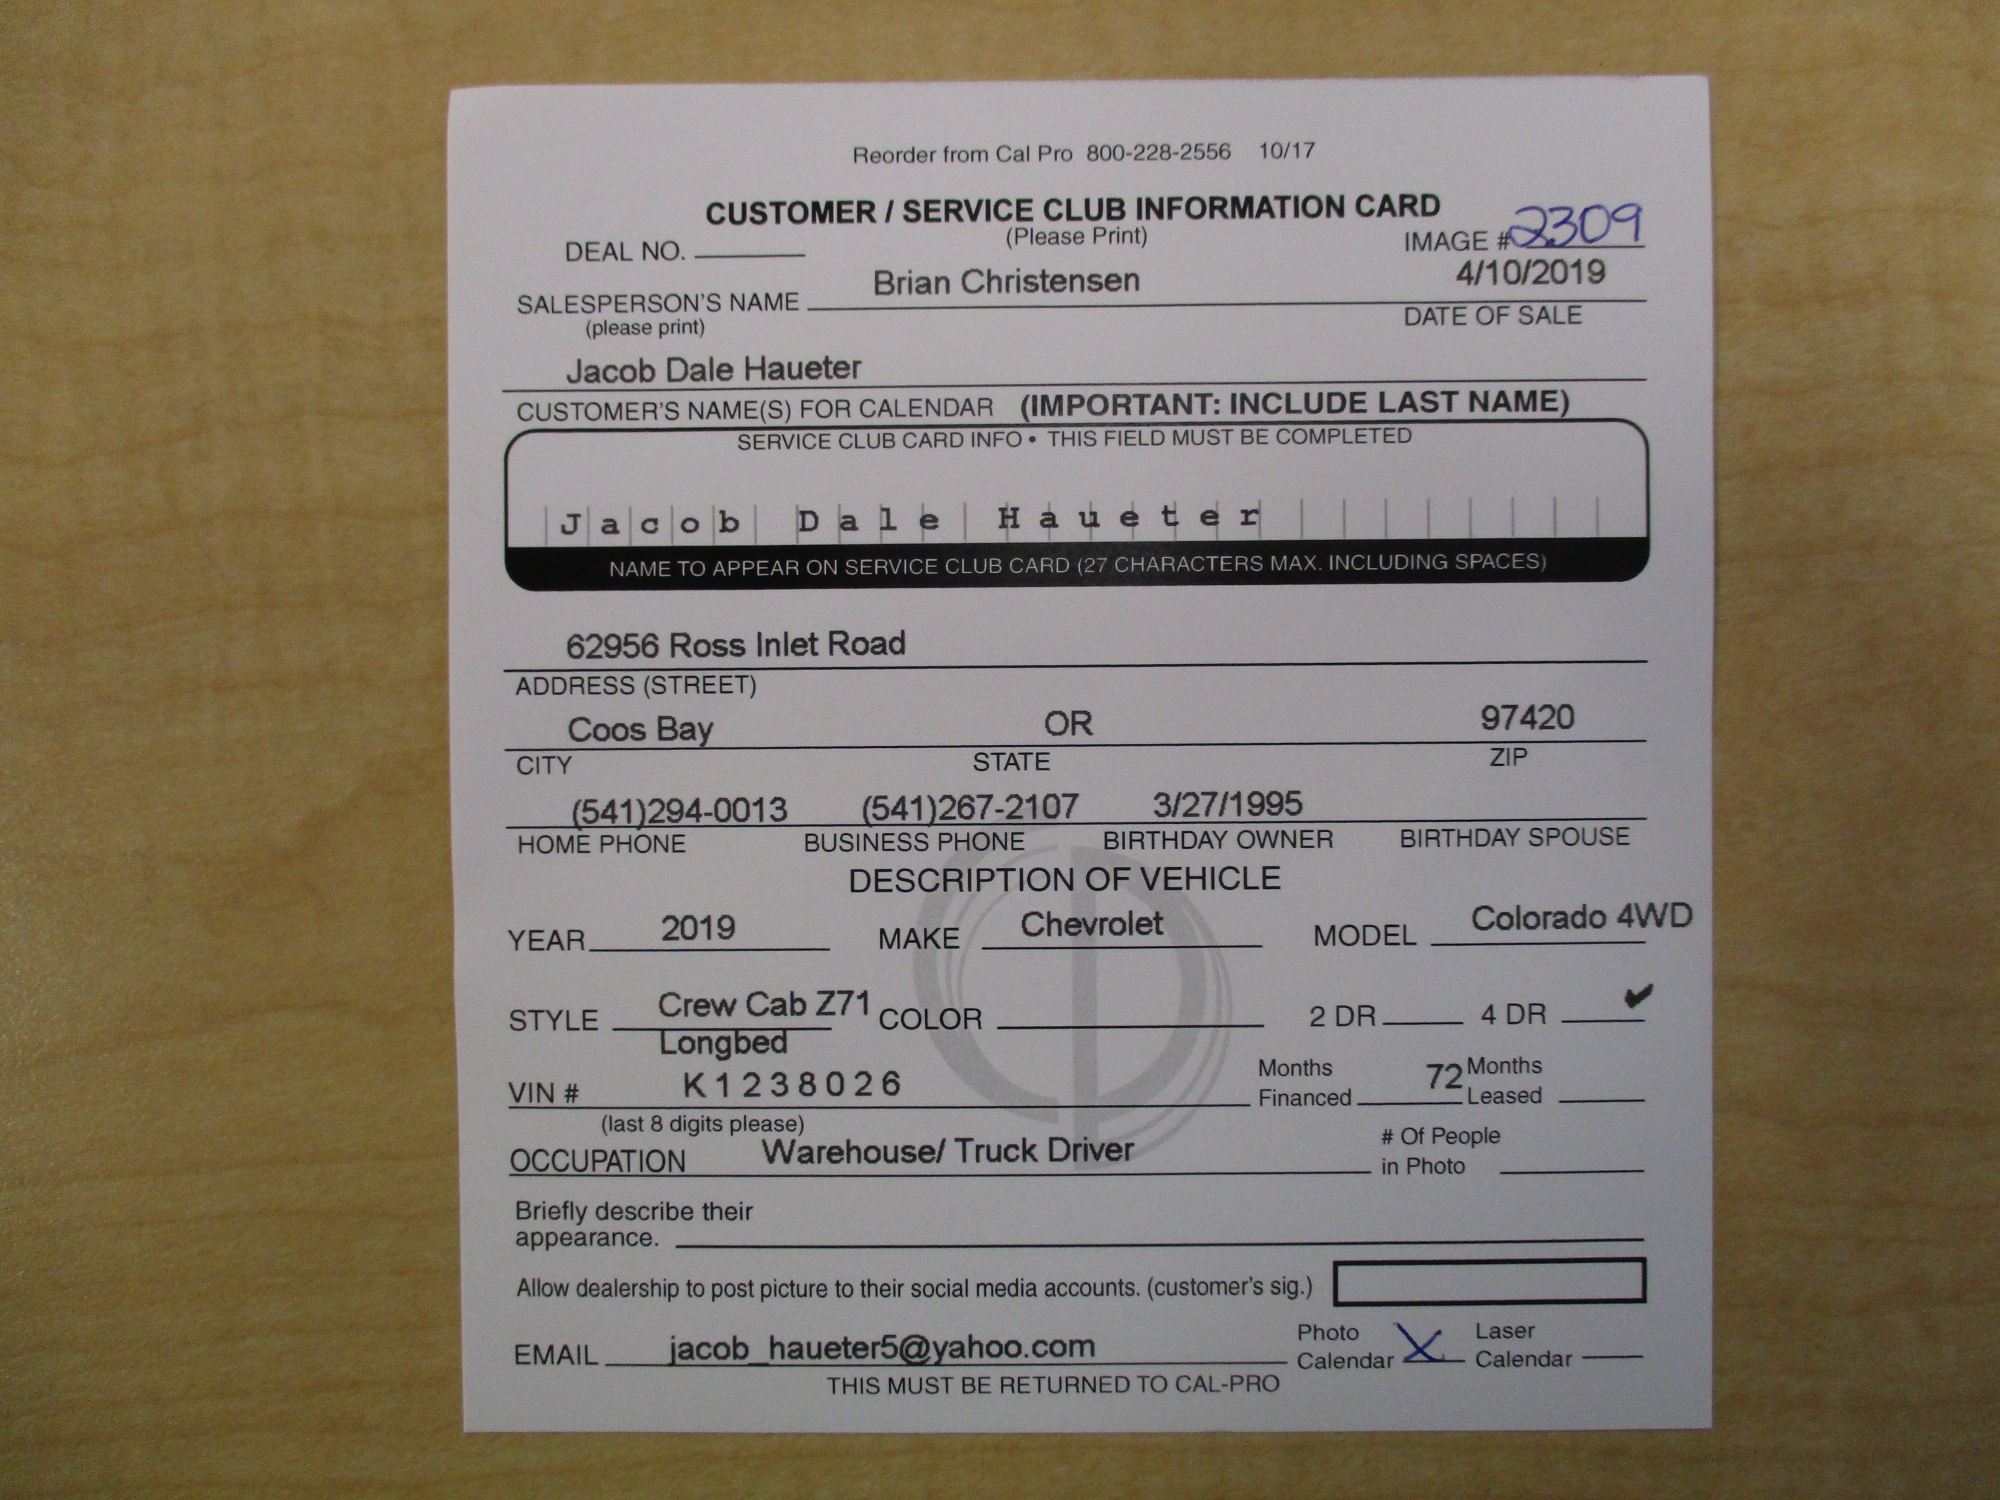 Reorder from Cal Pro 800-228-2556 10/17
CUSTOMER / SERVICE CLUB INFORMATION CARD
(Please Print)
DEAL NO.
IMAGE # 2309
SALESPERSON'S NAME Brian Christensen 4/10/2019
(please print) DATE OF SALE
Jacob Dale Haueter
CUSTOMER'S NAME(S) FOR CALENDAR (IMPORTANT: INCLUDE LAST NAME)
SERVICE CLUB CARD INFO • THIS FIELD MUST BE COMPLETED
Jacob Dale Haueter
NAME TO APPEAR ON SERVICE CLUB CARD (27 CHARACTERS MAX. INCLUDING SPACES)
62956 Ross Inlet Road
ADDRESS (STREET)
Coos Bay OR 97420
CITY STATE ZIP
(541)294-0013 (541)267-2107 3/27/1995
HOME PHONE BUSINESS PHONE BIRTHDAY OWNER BIRTHDAY SPOUSE
DESCRIPTION OF VEHICLE
YEAR 2019 MAKE Chevrolet MODEL Colorado 4WD
STYLE Crew Cab Z71 COLOR 2 DR 4 DR ✔
Longbed
VIN # K1238026 Months Financed 72 Months Leased
(last 8 digits please)
OCCUPATION Warehouse/ Truck Driver # Of People in Photo
Briefly describe their
appearance.
Allow dealership to post picture to their social media accounts. (customer's sig.)
EMAIL jacob_haueter5@yahoo.com Photo Calendar X Laser Calendar
THIS MUST BE RETURNED TO CAL-PRO